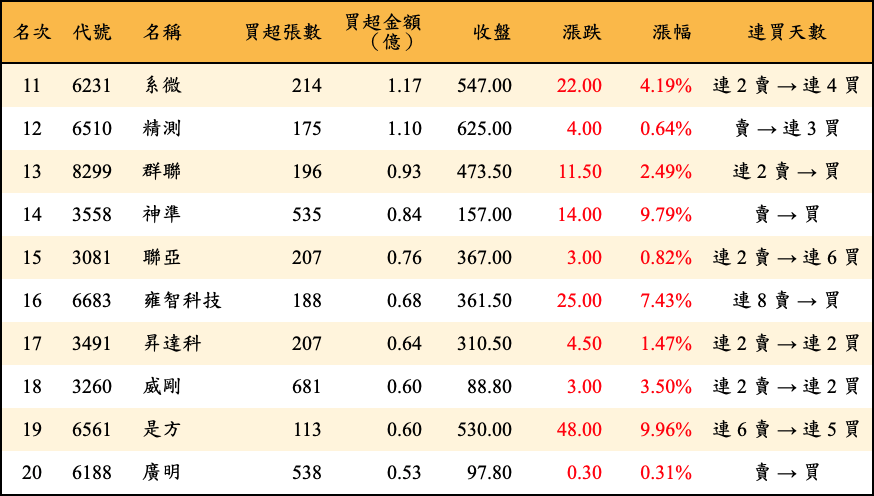 名次 代號 名稱 買超張數 買超金額（億） 收盤 漲跌 漲幅 連買天數
11 6231 系微 214 1.17 547.00 22.00 4.19% 連 2 賣 → 連 4 買
12 6510 精測 175 1.10 625.00 4.00 0.64% 賣 → 連 3 買
13 8299 群聯 196 0.93 473.50 11.50 2.49% 連 2 賣 → 買
14 3558 神準 535 0.84 157.00 14.00 9.79% 賣 → 買
15 3081 聯亞 207 0.76 367.00 3.00 0.82% 連 2 賣 → 連 6 買
16 6683 雍智科技 188 0.68 361.50 25.00 7.43% 連 8 賣 → 買
17 3491 昇達科 207 0.64 310.50 4.50 1.47% 連 2 賣 → 連 2 買
18 3260 威剛 681 0.60 88.80 3.00 3.50% 連 2 賣 → 連 2 買
19 6561 是方 113 0.60 530.00 48.00 9.96% 連 6 賣 → 連 5 買
20 6188 廣明 538 0.53 97.80 0.30 0.31% 賣 → 買